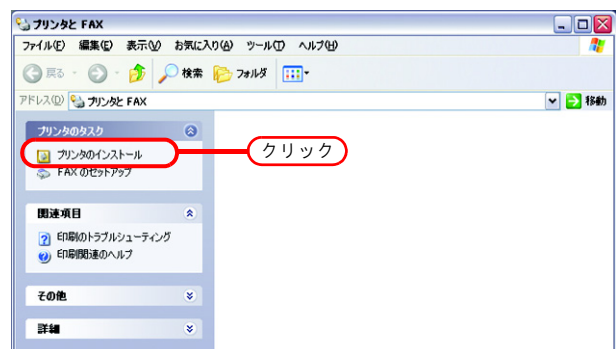 プリンタと FAX
ファイル(F) 編集(E) 表示(V) お気に入り(A) ツール(T) ヘルプ(H)
戻る 検索 フォルダ
アドレス(D) プリンタと FAX 移動
プリンタのタスク
プリンタのインストール
クリック
FAX のセットアップ
関連項目
印刷のトラブルシューティング
印刷関連のヘルプ
その他
詳細